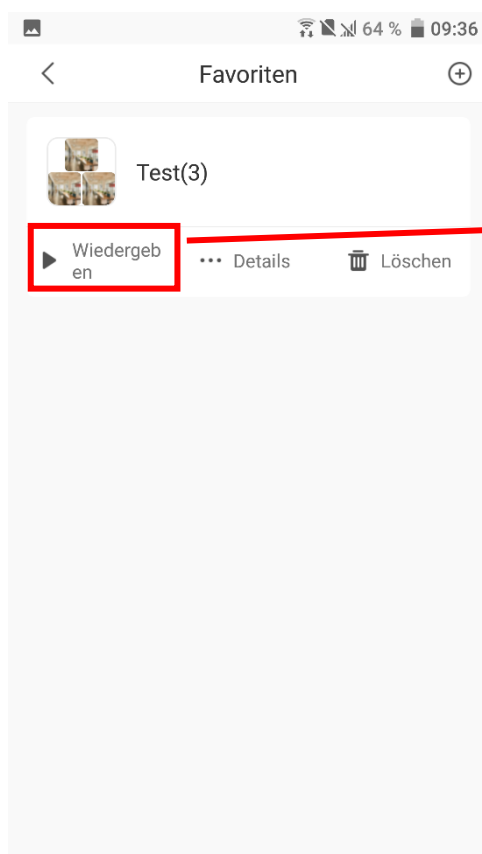 64 % 09:36
Favoriten
Test(3)
Wiedergeb
en
Details
Löschen